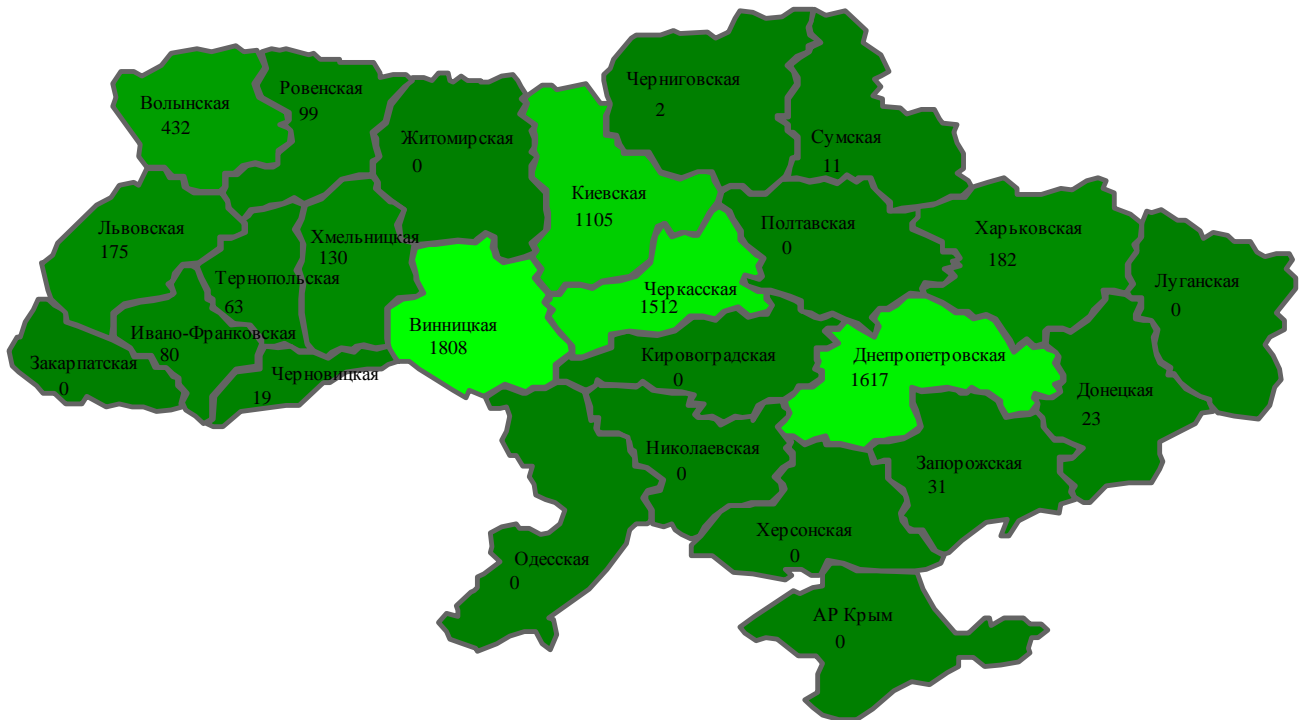 Черниговская
2
Ровенская
99
Волынская
432
Житомирская
0
Сумская
11
Киевская
1105
Полтавская
0
Львовская
175
Хмельницкая
130
Харьковская
182
Тернопольская
63
Черкасская
1512
Луганская
0
Ивано-Франковская
80
Винницкая
1808
Закарпатская
0
Черновицкая
19
Кировоградская
0
Днепропетровская
1617
Донецкая
23
Николаевская
0
Запорожская
31
Херсонская
0
Одесская
0
АР Крым
0